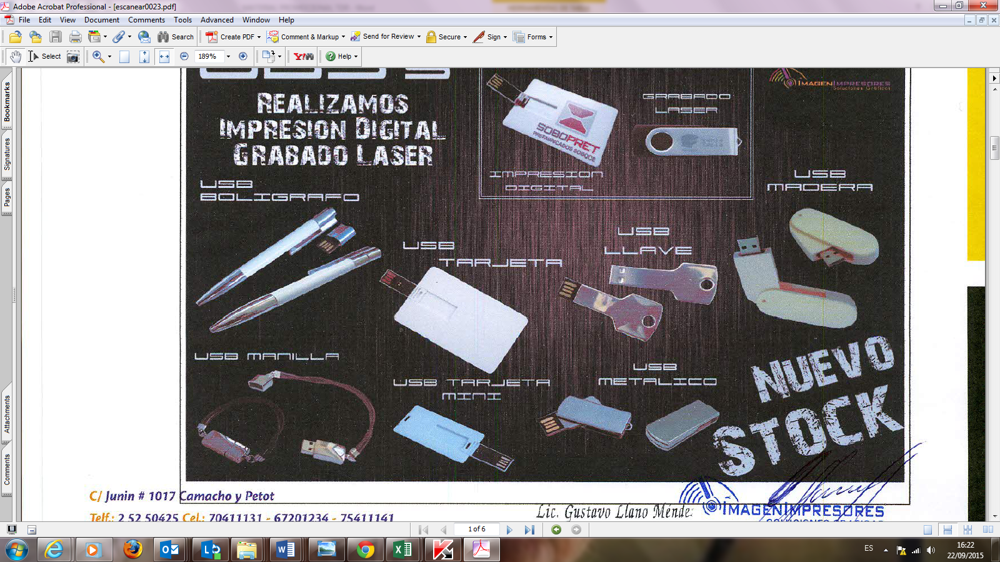 Adobe Acrobat Professional - [escanear0023.pdf]
File Edit View Document Comments Tools Advanced Window Help
Search Create PDF Comment & Markup Send for Review Secure Sign Forms
Select 189% Y! Help
Bookmarks
Signatures
Pages
Attachments
Comments
REALIZAMOS
IMPRESION DIGITAL
GRABADO LASER
SOBOPRET
PREFABRICADOS SOBOCE
IMPRESION
DIGITAL
GRABADO
LASER
IMAGENIMPRESORES
Soluciones Gráficas
USB
BOLIGRAFO
USB
TARJETA
USB
LLAVE
USB
MADERA
USB MANILLA
USB TARJETA
MINI
USB
METALICO
NUEVO
STOCK
C/ Junin # 1017 Camacho y Petot
Telf.: 2 52 50425 Cel.: 70411131 - 67201234 - 75411141
Lic. Gustavo Llano Méndez
IMAGENIMPRESORES
SOLUCIONES GRAFICAS
1 of 6
ES
16:22
22/09/2015